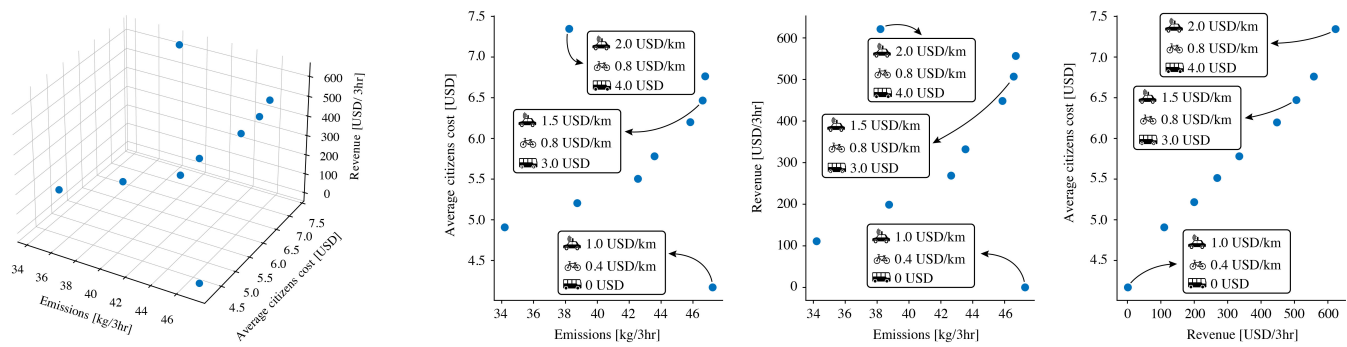 600
500
400
300
200
100
0
Revenue [USD/ 3hr]
34
36
38
40
42
44
46
Emissions [kg/3hr]
4.5
5.0
5.5
6.0
6.5
7.0
7.5
Average citizens cost [USD]
7.5
7.0
6.5
6.0
5.5
5.0
4.5
Average citizens cost [USD]
2.0 USD/km
0.8 USD/km
4.0 USD
1.5 USD/km
0.8 USD/km
3.0 USD
1.0 USD/km
0.4 USD/km
0 USD
34 36 38 40 42 44 46
Emissions [kg/3hr]
600
500
400
300
200
100
0
Revenue [USD/3hr]
2.0 USD/km
0.8 USD/km
4.0 USD
1.5 USD/km
0.8 USD/km
3.0 USD
1.0 USD/km
0.4 USD/km
0 USD
34 36 38 40 42 44 46
Emissions [kg/3hr]
7.5
7.0
6.5
6.0
5.5
5.0
4.5
Average citizens cost [USD]
2.0 USD/km
0.8 USD/km
4.0 USD
1.5 USD/km
0.8 USD/km
3.0 USD
1.0 USD/km
0.4 USD/km
0 USD
0 100 200 300 400 500 600
Revenue [USD/3hr]